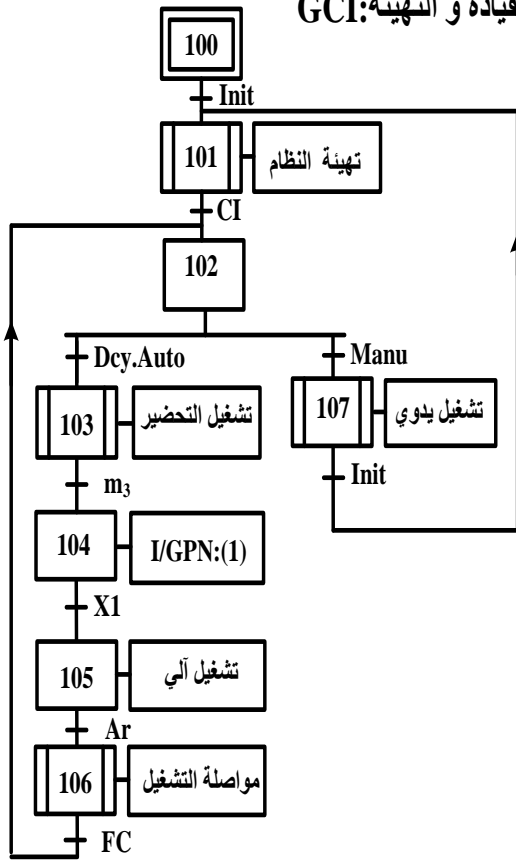 القيادة و التهيئة:GCI
100
Init
101
تهيئة النظام
CI
102
Dcy.Auto
Manu
103
تشغيل التحضير
107
تشغيل يدوي
m₃
Init
104
I/GPN:(1)
X1
105
تشغيل آلي
Ar
106
مواصلة التشغيل
FC